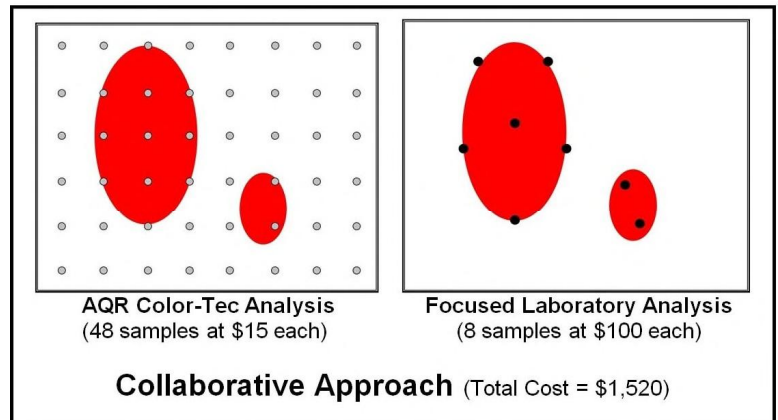 AQR Color-Tec Analysis
(48 samples at $15 each)
Focused Laboratory Analysis
(8 samples at $100 each)
Collaborative Approach (Total Cost = $1,520)